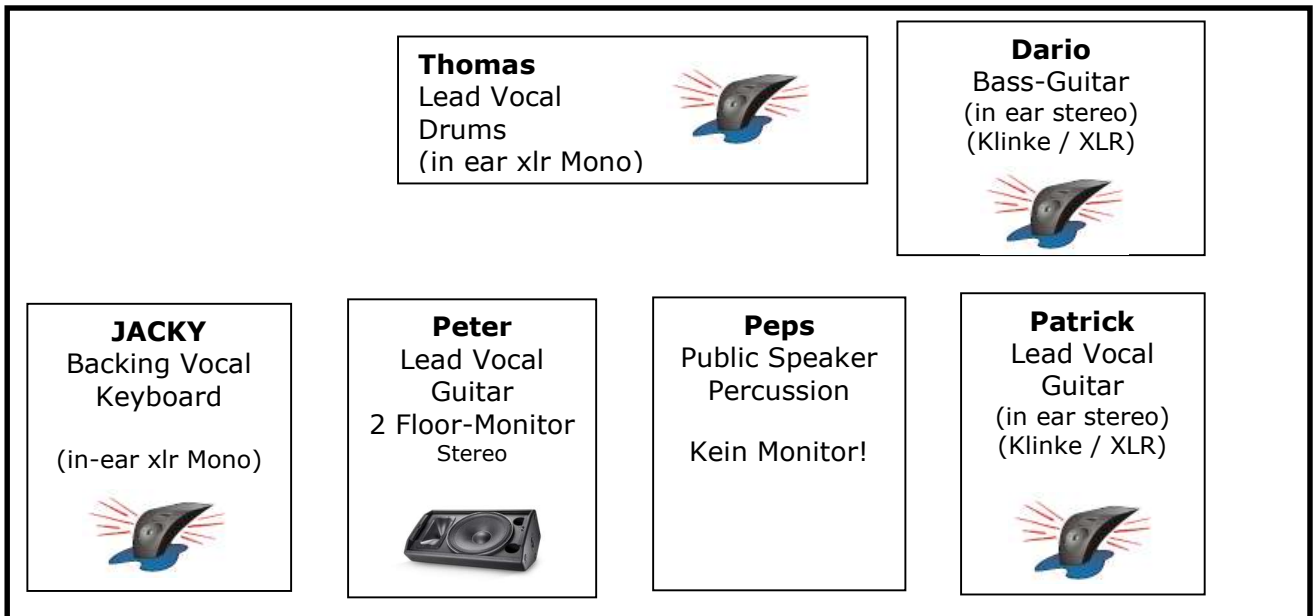 Thomas
Lead Vocal
Drums
(in ear xlr Mono)
Dario
Bass-Guitar
(in ear stereo)
(Klinke / XLR)
JACKY
Backing Vocal
Keyboard
(in-ear xlr Mono)
Peter
Lead Vocal
Guitar
2 Floor-Monitor
Stereo
Peps
Public Speaker
Percussion
Kein Monitor!
Patrick
Lead Vocal
Guitar
(in ear stereo)
(Klinke / XLR)